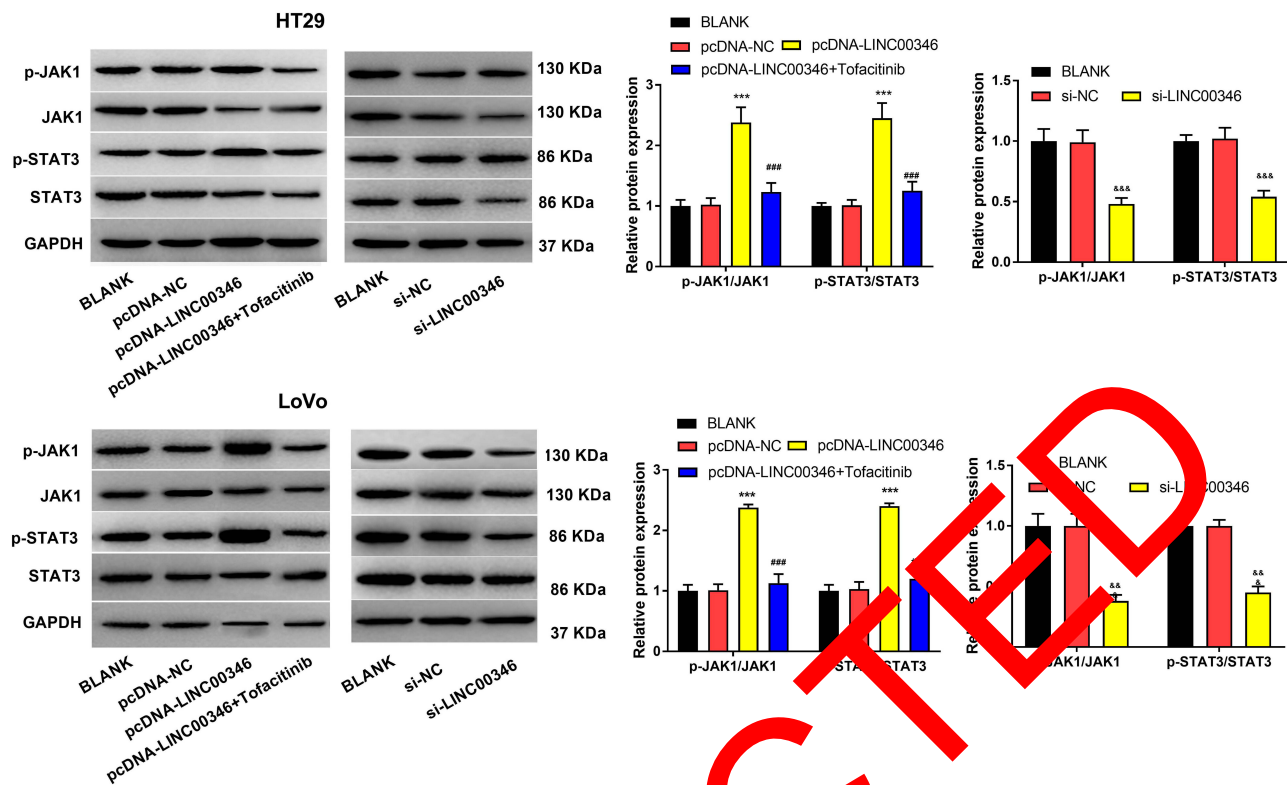 HT29
p-JAK1
JAK1
p-STAT3
STAT3
GAPDH
130 KDa
130 KDa
86 KDa
86 KDa
37 KDa
BLANK
pcDNA-NC
pcDNA-LINC00346
pcDNA-LINC00346+Tofacitinib
BLANK
si-NC
si-LINC00346
BLANK
pcDNA-NC pcDNA-LINC00346
pcDNA-LINC00346+Tofacitinib
Relative protein expression
3
2
1
0
***
###
***
###
p-JAK1/JAK1 p-STAT3/STAT3
BLANK
si-NC si-LINC00346
Relative protein expression
1.5
1.0
0.5
0.0
&&&
&&&
p-JAK1/JAK1 p-STAT3/STAT3
LoVo
p-JAK1
JAK1
p-STAT3
STAT3
GAPDH
130 KDa
130 KDa
86 KDa
86 KDa
37 KDa
BLANK
pcDNA-NC
pcDNA-LINC00346
pcDNA-LINC00346+Tofacitinib
BLANK
si-NC
si-LINC00346
BLANK
pcDNA-NC pcDNA-LINC00346
pcDNA-LINC00346+Tofacitinib
Relative protein expression
3
2
1
0
***
###
***
p-JAK1/JAK1
BLANK
Relative protein expression
1.5
1.0
&&
&&
&
p-STAT3/STAT3
CTED